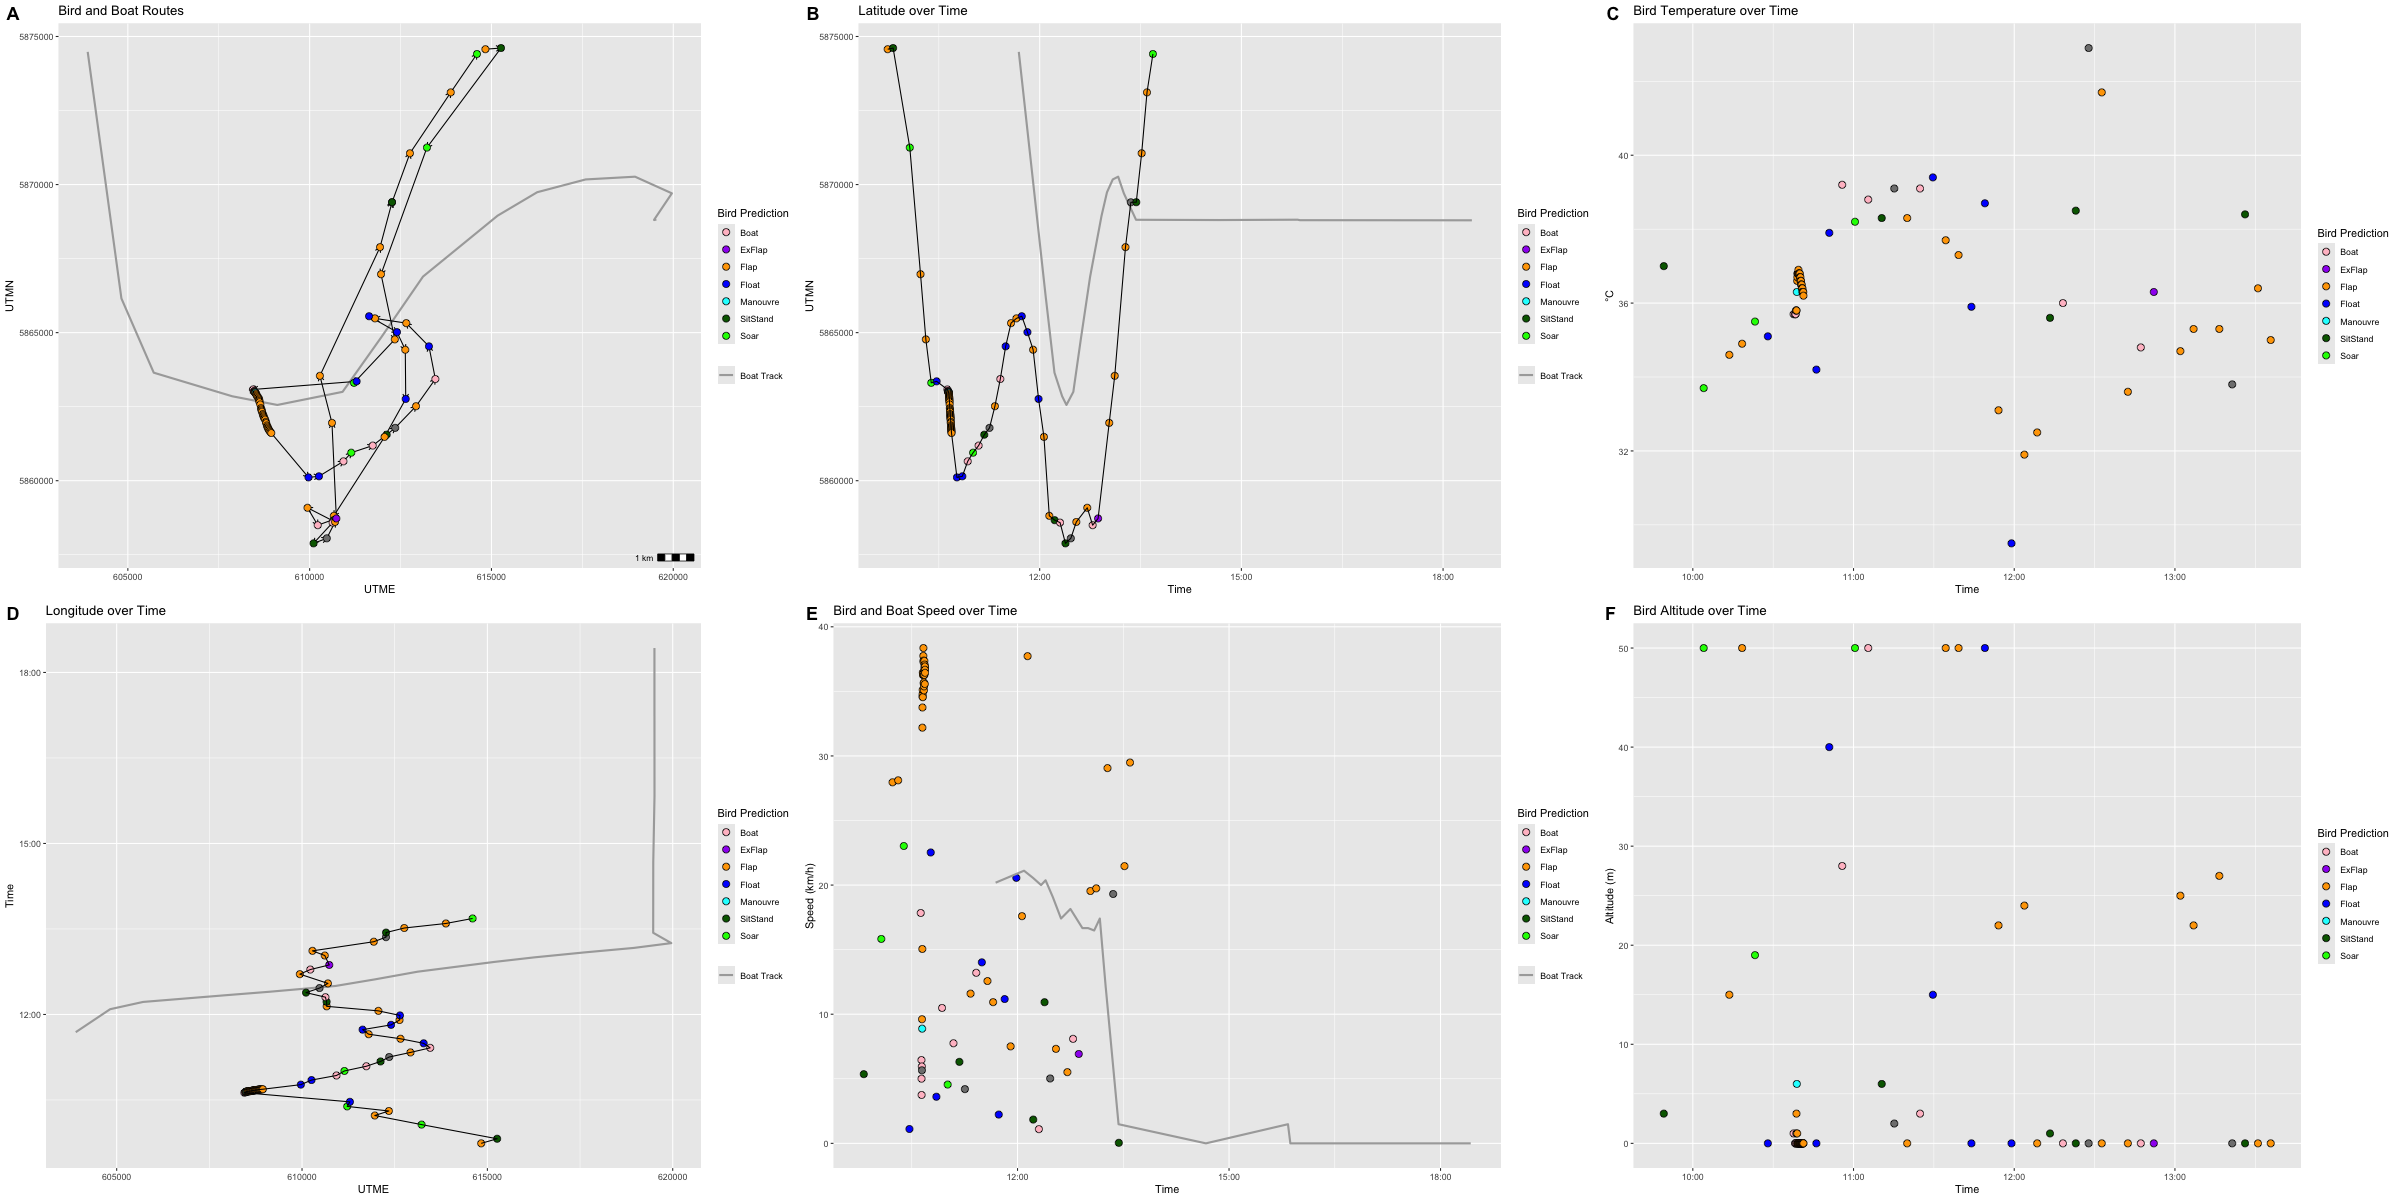 A Bird and Boat Routes
5875000
5870000
5865000
5860000
UTMN
605000 610000 615000 620000
UTME
1 km
Bird Prediction
Boat
ExFlap
Flap
Float
Manouvre
SitStand
Soar
Boat Track
B Latitude over Time
5875000
5870000
5865000
5860000
UTMN
12:00 15:00 18:00
Time
Bird Prediction
Boat
ExFlap
Flap
Float
Manouvre
SitStand
Soar
Boat Track
C Bird Temperature over Time
40
36
32
°C
10:00 11:00 12:00 13:00
Time
Bird Prediction
Boat
ExFlap
Flap
Float
Manouvre
SitStand
Soar
D Longitude over Time
18:00
15:00
12:00
Time
605000 610000 615000 620000
UTME
Bird Prediction
Boat
ExFlap
Flap
Float
Manouvre
SitStand
Soar
Boat Track
E Bird and Boat Speed over Time
40
30
20
10
0
Speed (km/h)
12:00 15:00 18:00
Time
Bird Prediction
Boat
ExFlap
Flap
Float
Manouvre
SitStand
Soar
Boat Track
F Bird Altitude over Time
50
40
30
20
10
0
Altitude (m)
10:00 11:00 12:00 13:00
Time
Bird Prediction
Boat
ExFlap
Flap
Float
Manouvre
SitStand
Soar